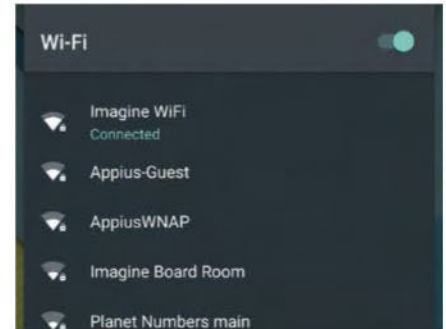 Wi-Fi
Imagine WiFi
Connected
Appius-Guest
AppiusWNAP
Imagine Board Room
Planet Numbers main